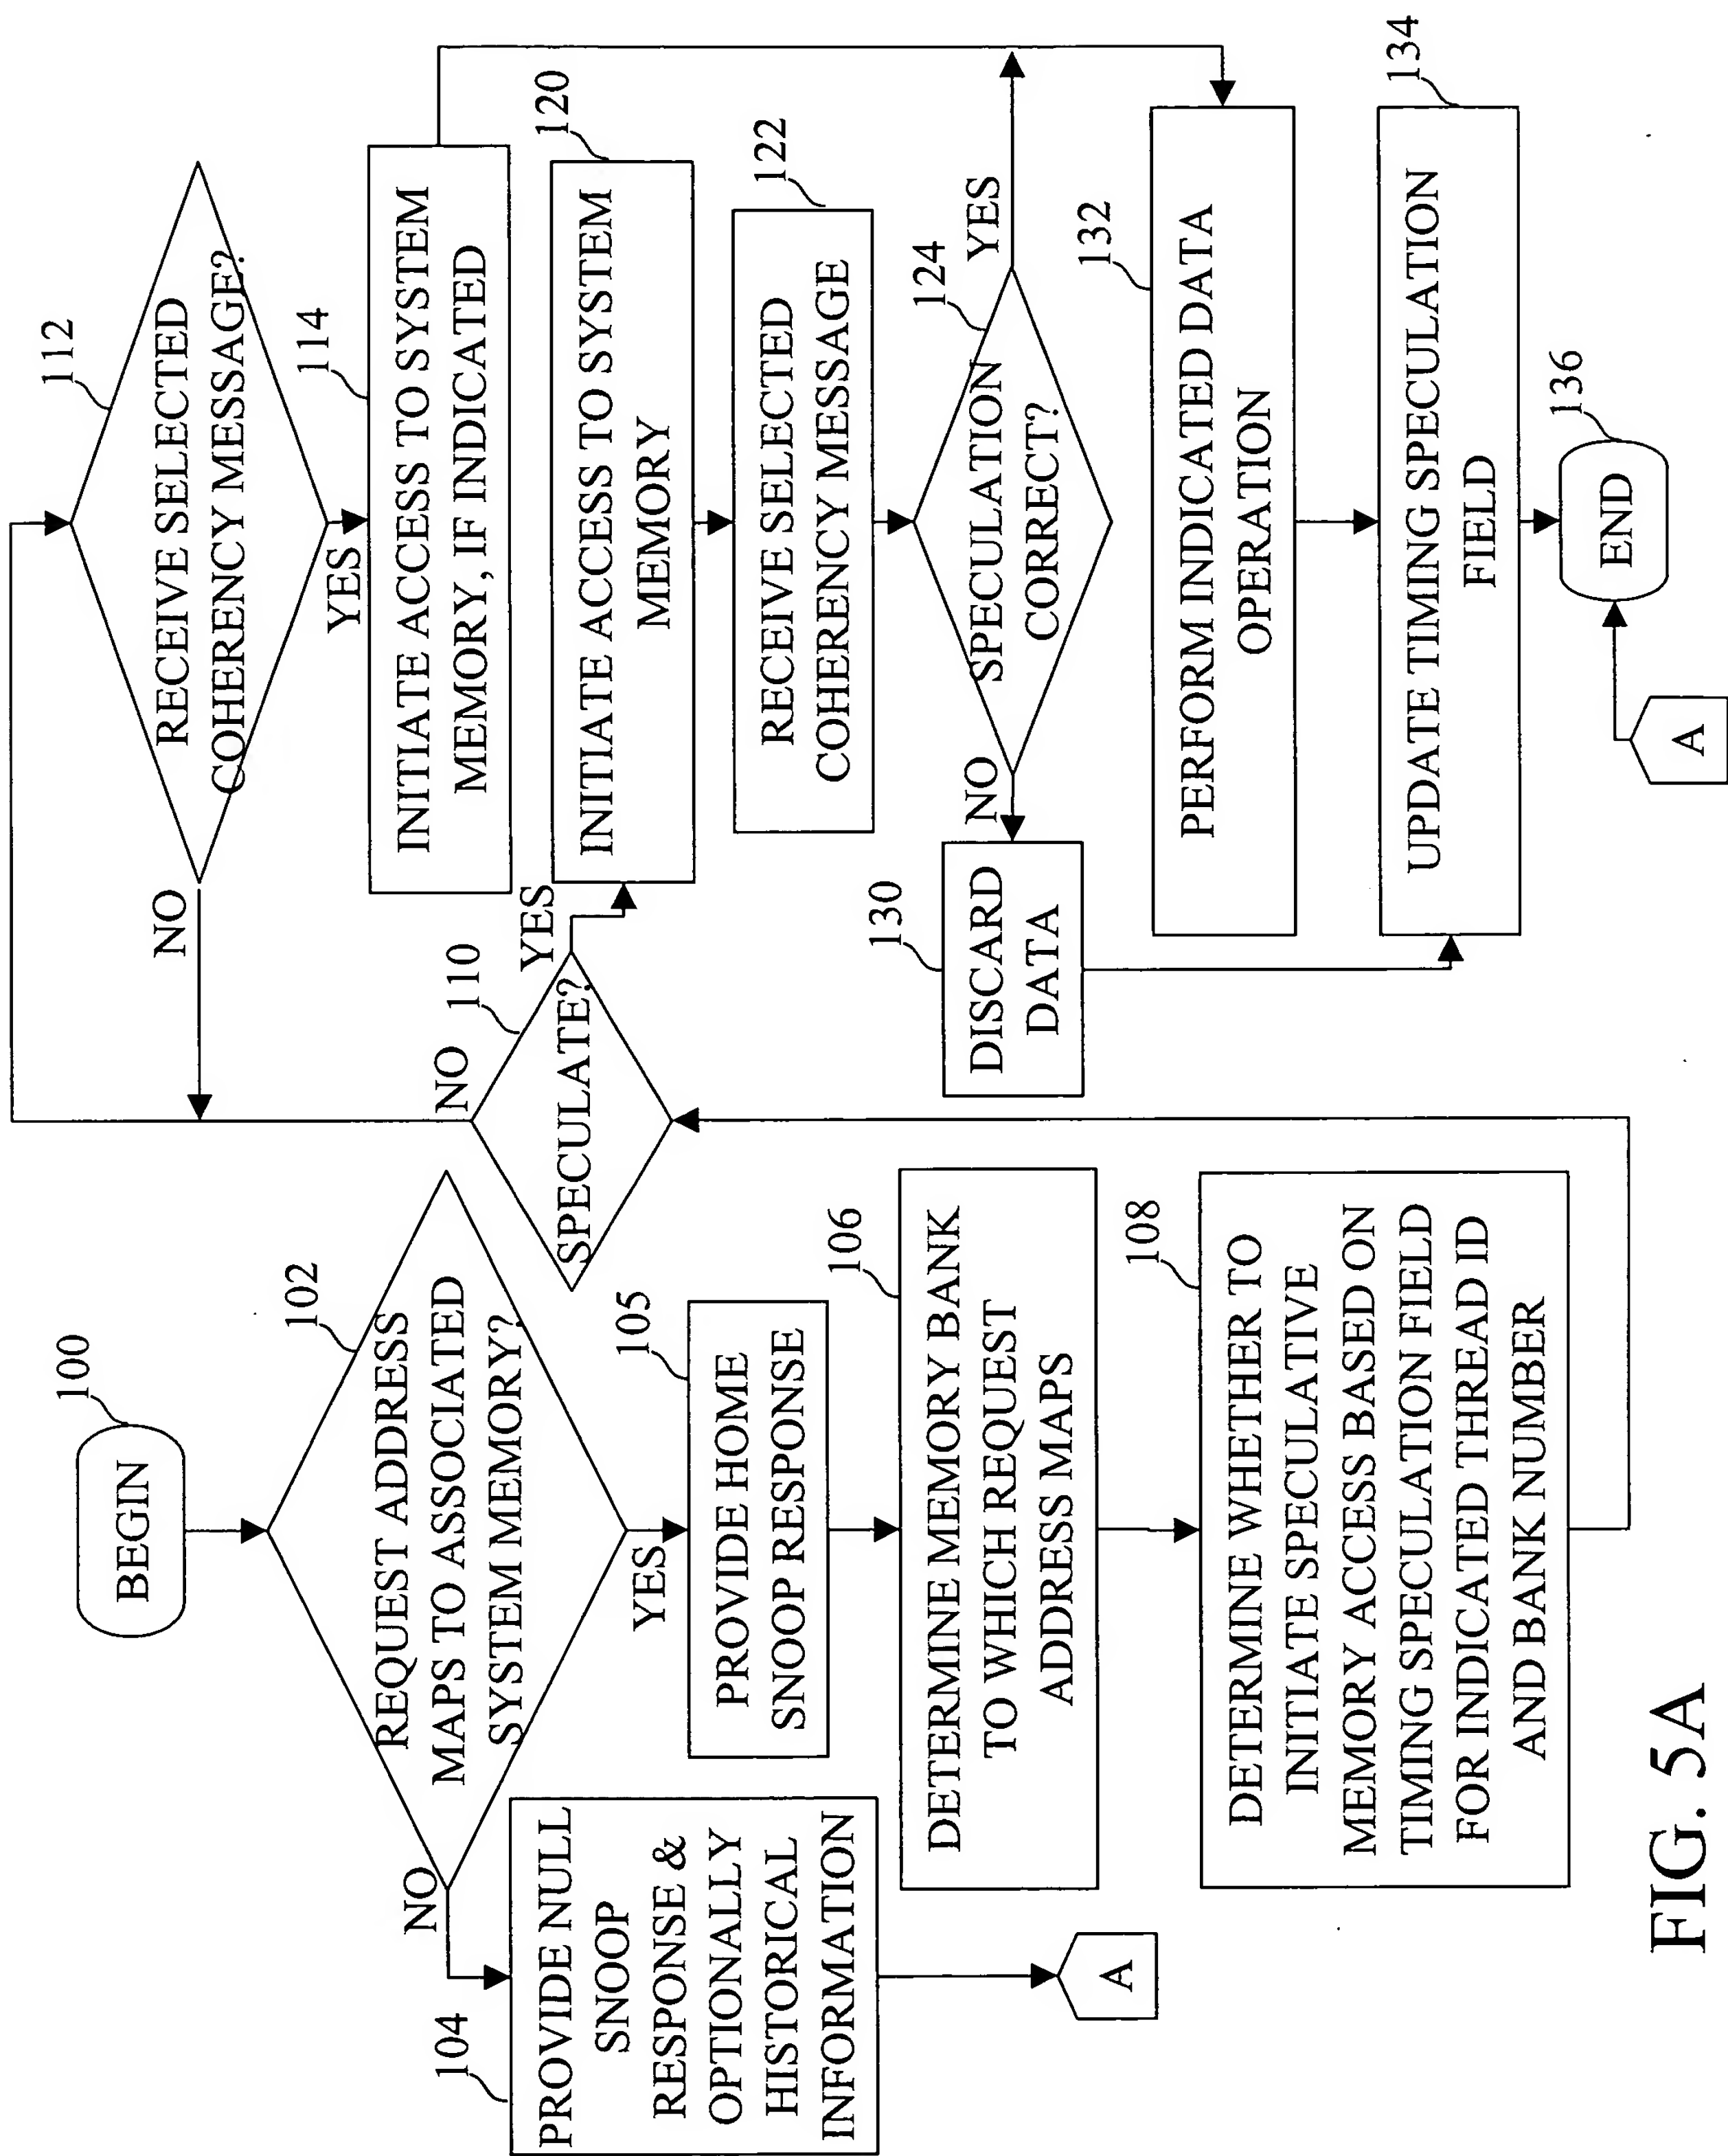 100
BEGIN
102
REQUEST ADDRESS
MAPS TO ASSOCIATED
SYSTEM MEMORY?
NO
YES
104
PROVIDE NULL
SNOOP
RESPONSE &
OPTIONALLY
HISTORICAL
INFORMATION
A
105
PROVIDE HOME
SNOOP RESPONSE
106
DETERMINE MEMORY BANK
TO WHICH REQUEST
ADDRESS MAPS
108
DETERMINE WHETHER TO
INITIATE SPECULATIVE
MEMORY ACCESS BASED ON
TIMING SPECULATION FIELD
FOR INDICATED THREAD ID
AND BANK NUMBER
110
SPECULATE?
NO
YES
112
RECEIVE SELECTED
COHERENCY MESSAGE?
NO
YES
114
INITIATE ACCESS TO SYSTEM
MEMORY, IF INDICATED
120
INITIATE ACCESS TO SYSTEM
MEMORY
122
RECEIVE SELECTED
COHERENCY MESSAGE
124
SPECULATION
CORRECT?
NO
YES
130
DISCARD
DATA
132
PERFORM INDICATED DATA
OPERATION
134
UPDATE TIMING SPECULATION
FIELD
136
END
A
FIG. 5A